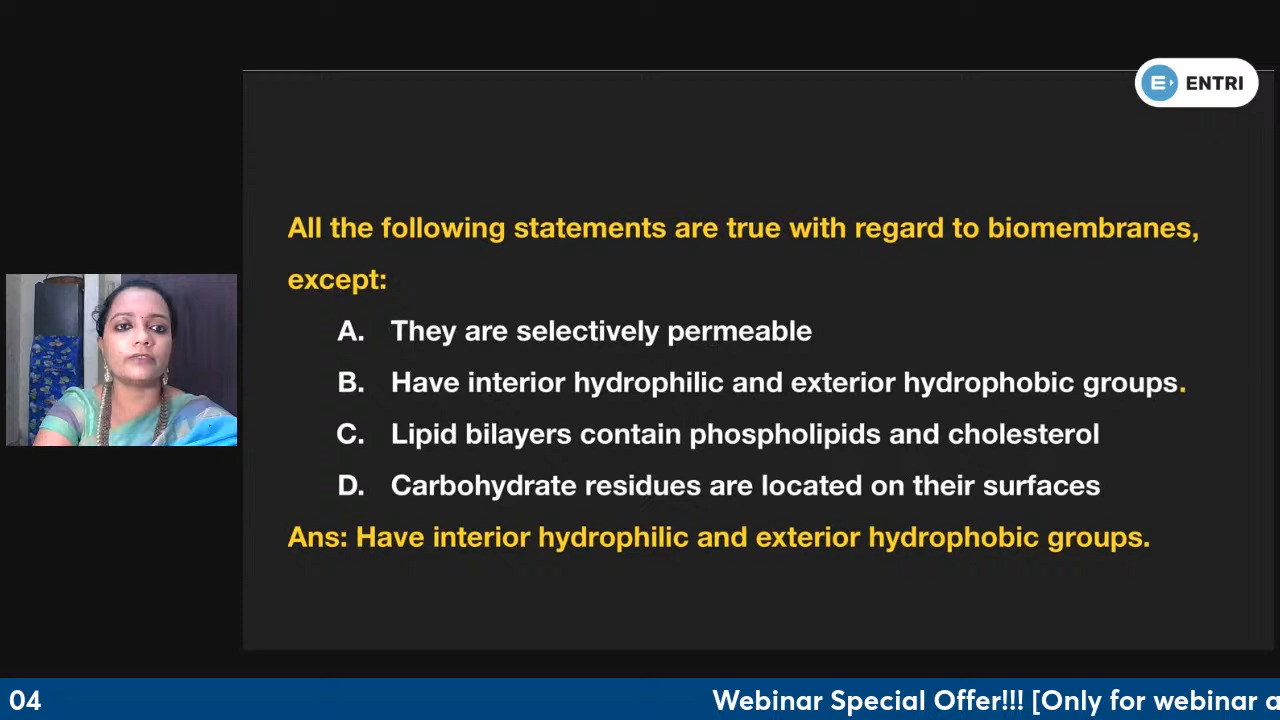 ENTRI
All the following statements are true with regard to biomembranes,
except:
A. They are selectively permeable
B. Have interior hydrophilic and exterior hydrophobic groups.
C. Lipid bilayers contain phospholipids and cholesterol
D. Carbohydrate residues are located on their surfaces
Ans: Have interior hydrophilic and exterior hydrophobic groups.
04
Webinar Special Offer!!! [Only for webinar